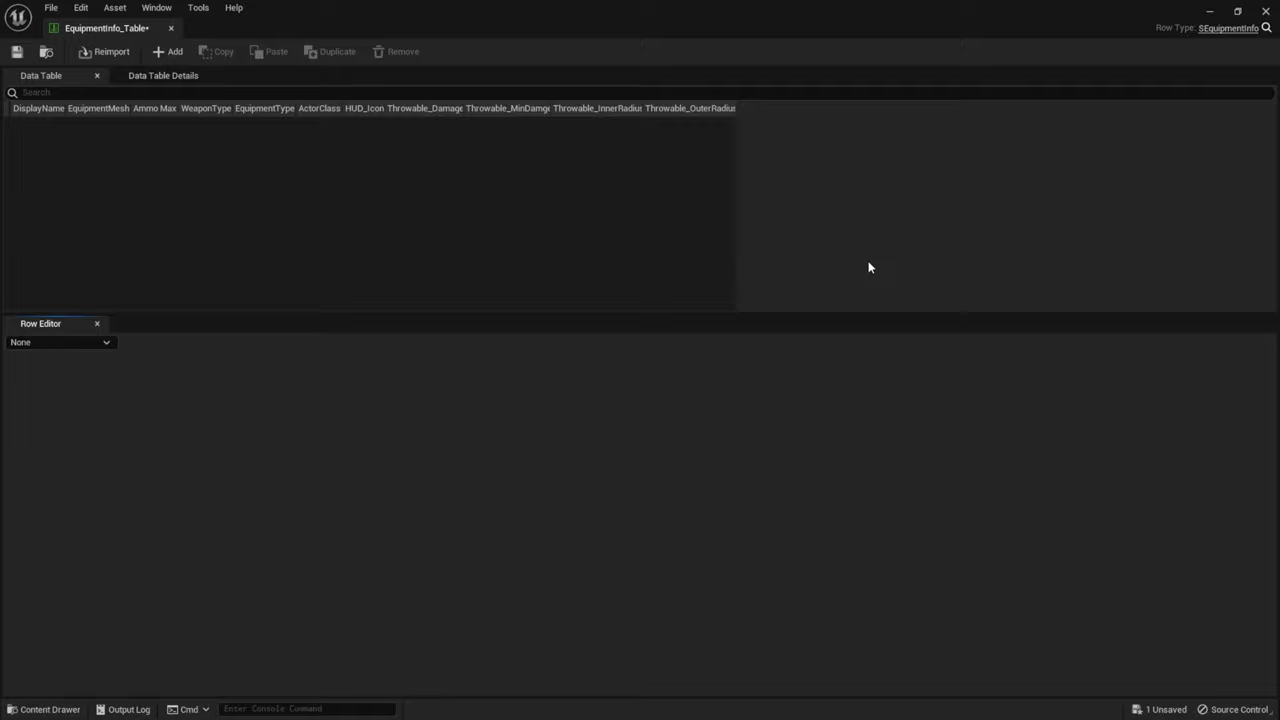 File Edit Asset Window Tools Help
EquipmentInfo_Table•
Row Type: SEquipmentInfo
Reimport Add Copy Paste Duplicate Remove
Data Table Data Table Details
Search
DisplayName EquipmentMesh Ammo Max WeaponType EquipmentType ActorClass HUD_Icon Throwable_Damage Throwable_MinDamage Throwable_InnerRadius Throwable_OuterRadius
Row Editor
None
Content Drawer Output Log Cmd Enter Console Command 1 Unsaved Source Control